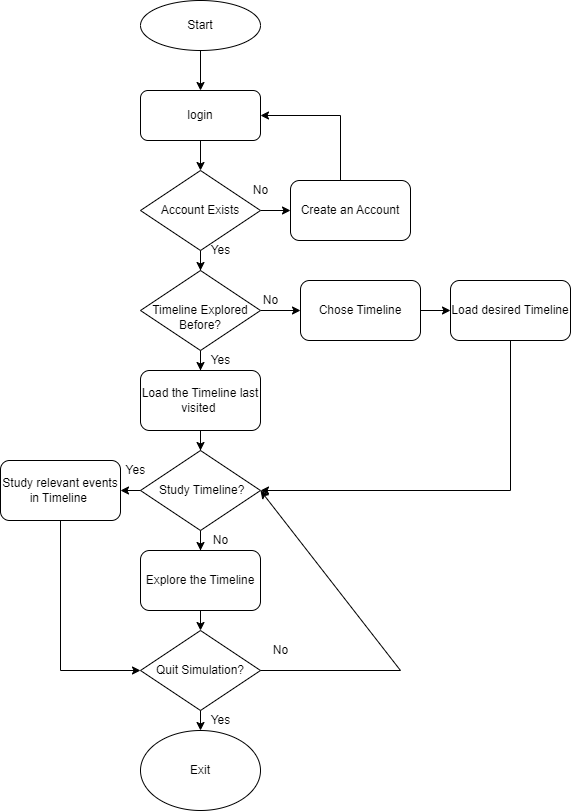 Start
login
No
Account Exists
Create an Account
Yes
No
Timeline Explored
Before?
Chose Timeline
Load desired Timeline
Yes
Load the Timeline last
visited
Yes
Study relevant events
in Timeline
Study Timeline?
No
Explore the Timeline
No
Quit Simulation?
Yes
Exit